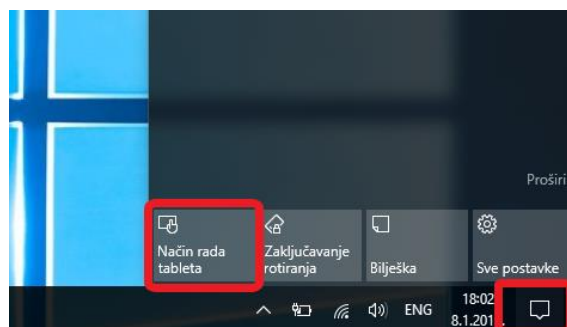 Proširi
Način rada
tableta
Zaključavanje
rotiranja
Bilješka
Sve postavke
ENG
18:02